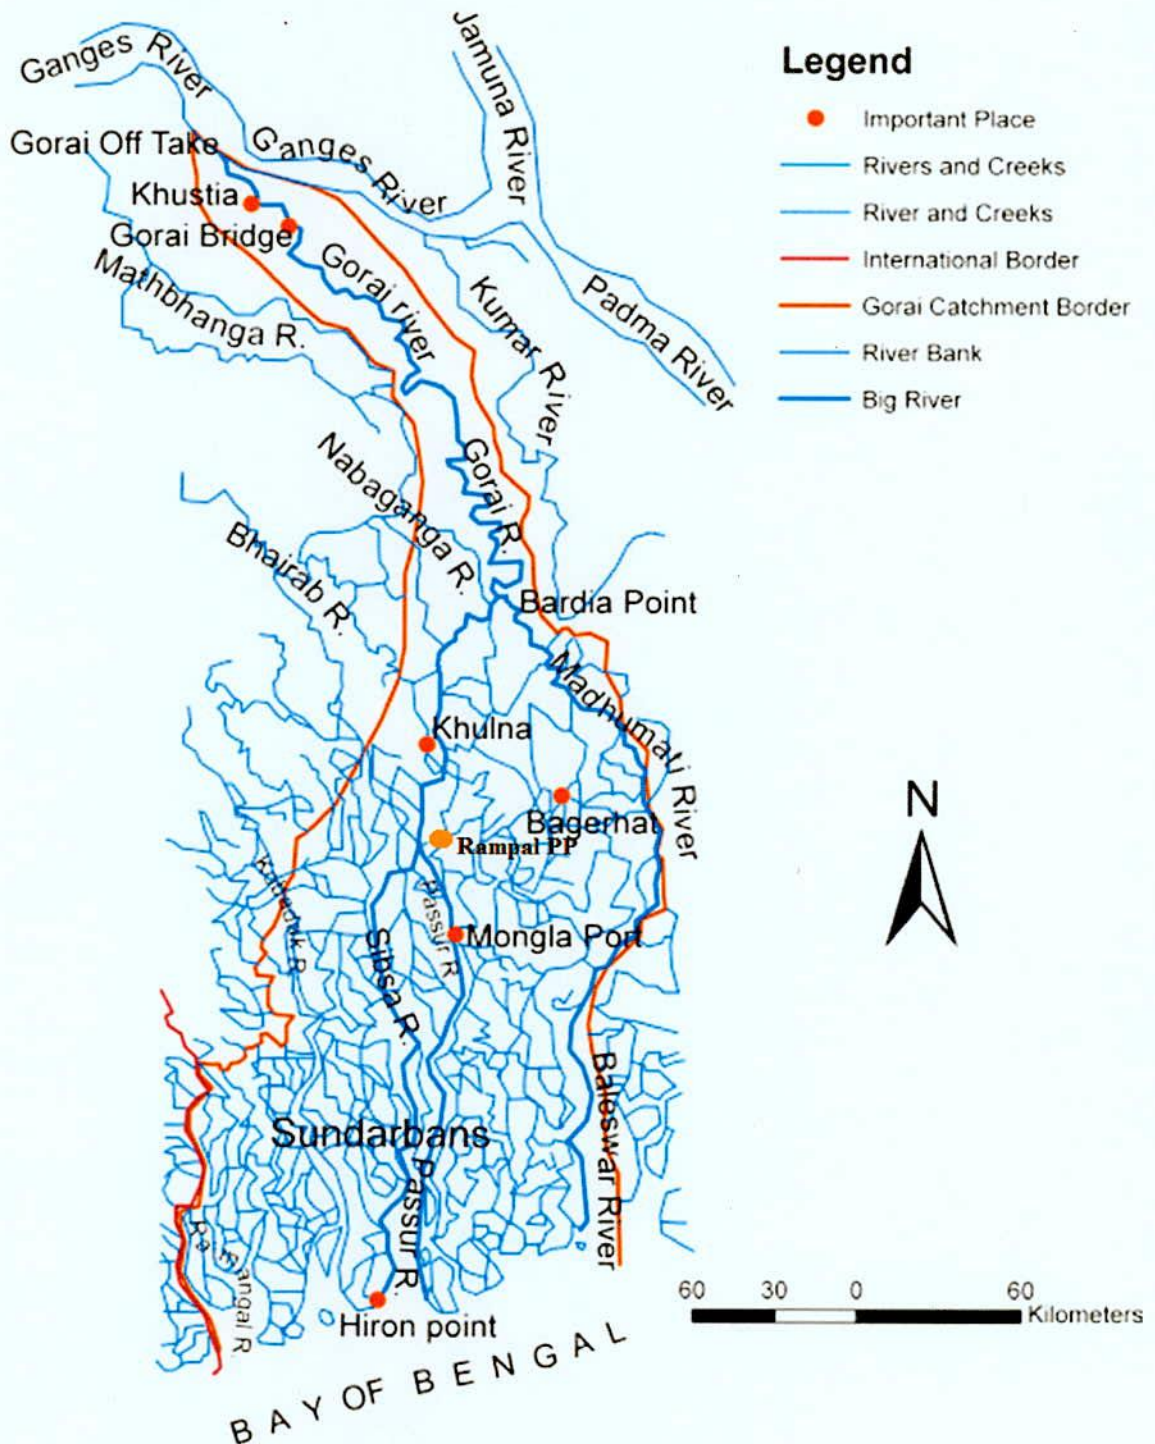 Ganges River
Jamuna River
Legend
Important Place
Rivers and Creeks
River and Creeks
International Border
Gorai Catchment Border
River Bank
Big River
Gorai Off Take
Ganges River
Khustia
Gorai Bridge
Mathbhanga R.
Gorai river
Kumar River
Padma River
Nabaganga R.
Gorai R.
Bhairab R.
Bardia Point
Madhumati River
Khulna
Bagerhat
Rampal PP
Passur R
Mongla Port
Sibsa R.
N
Sundarbans
Passur R.
Baleswar River
60 30 0 60
Kilometers
Hiron point
BAY OF BENGAL